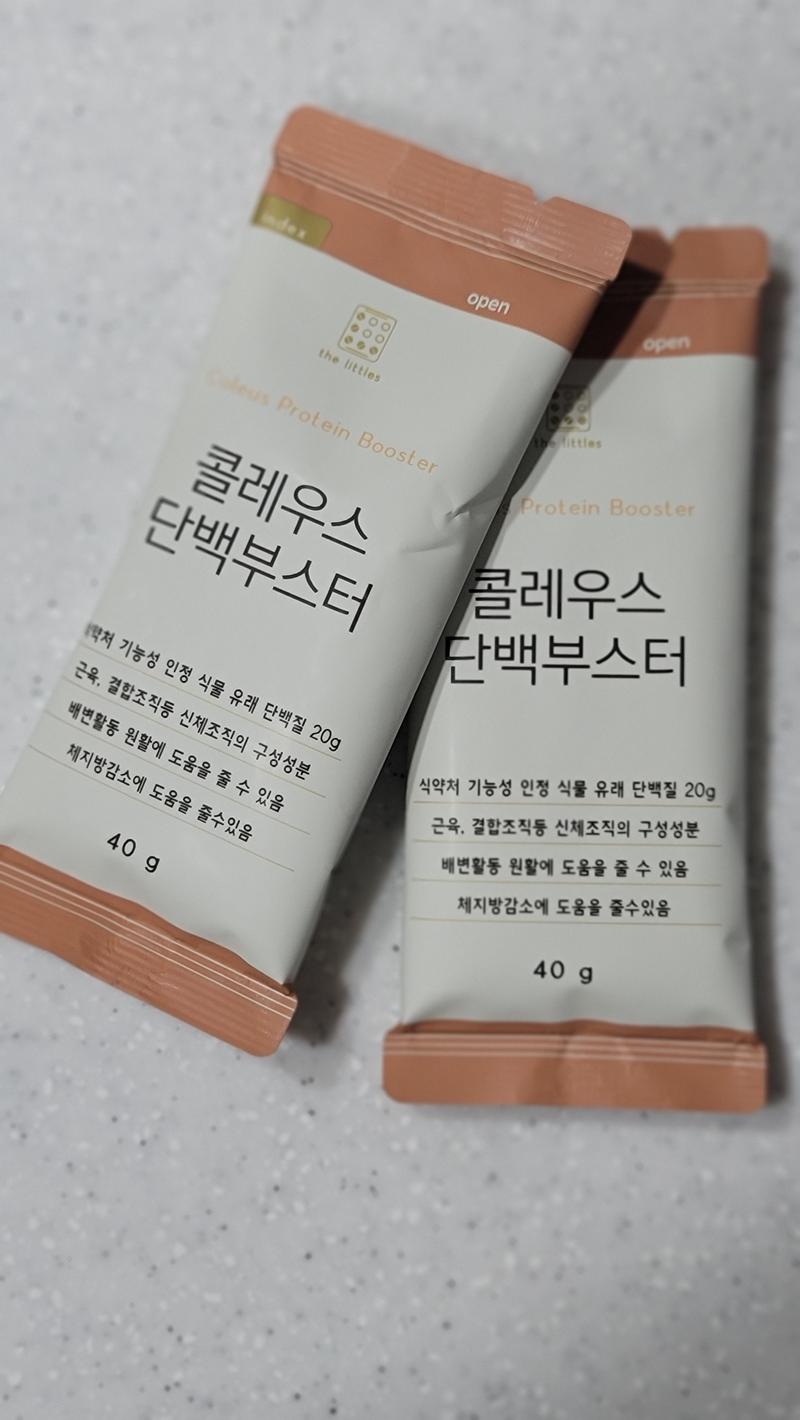 index
open
the littles
Coleus Protein Booster
콜레우스
단백부스터
식약처 기능성 인정 식물 유래 단백질 20g
근육, 결합조직등 신체조직의 구성성분
배변활동 원활에 도움을 줄 수 있음
체지방감소에 도움을 줄수있음
40 g
open
the littles
Protein Booster
콜레우스
단백부스터
식약처 기능성 인정 식물 유래 단백질 20g
근육, 결합조직등 신체조직의 구성성분
배변활동 원활에 도움을 줄 수 있음
체지방감소에 도움을 줄수있음
40 g